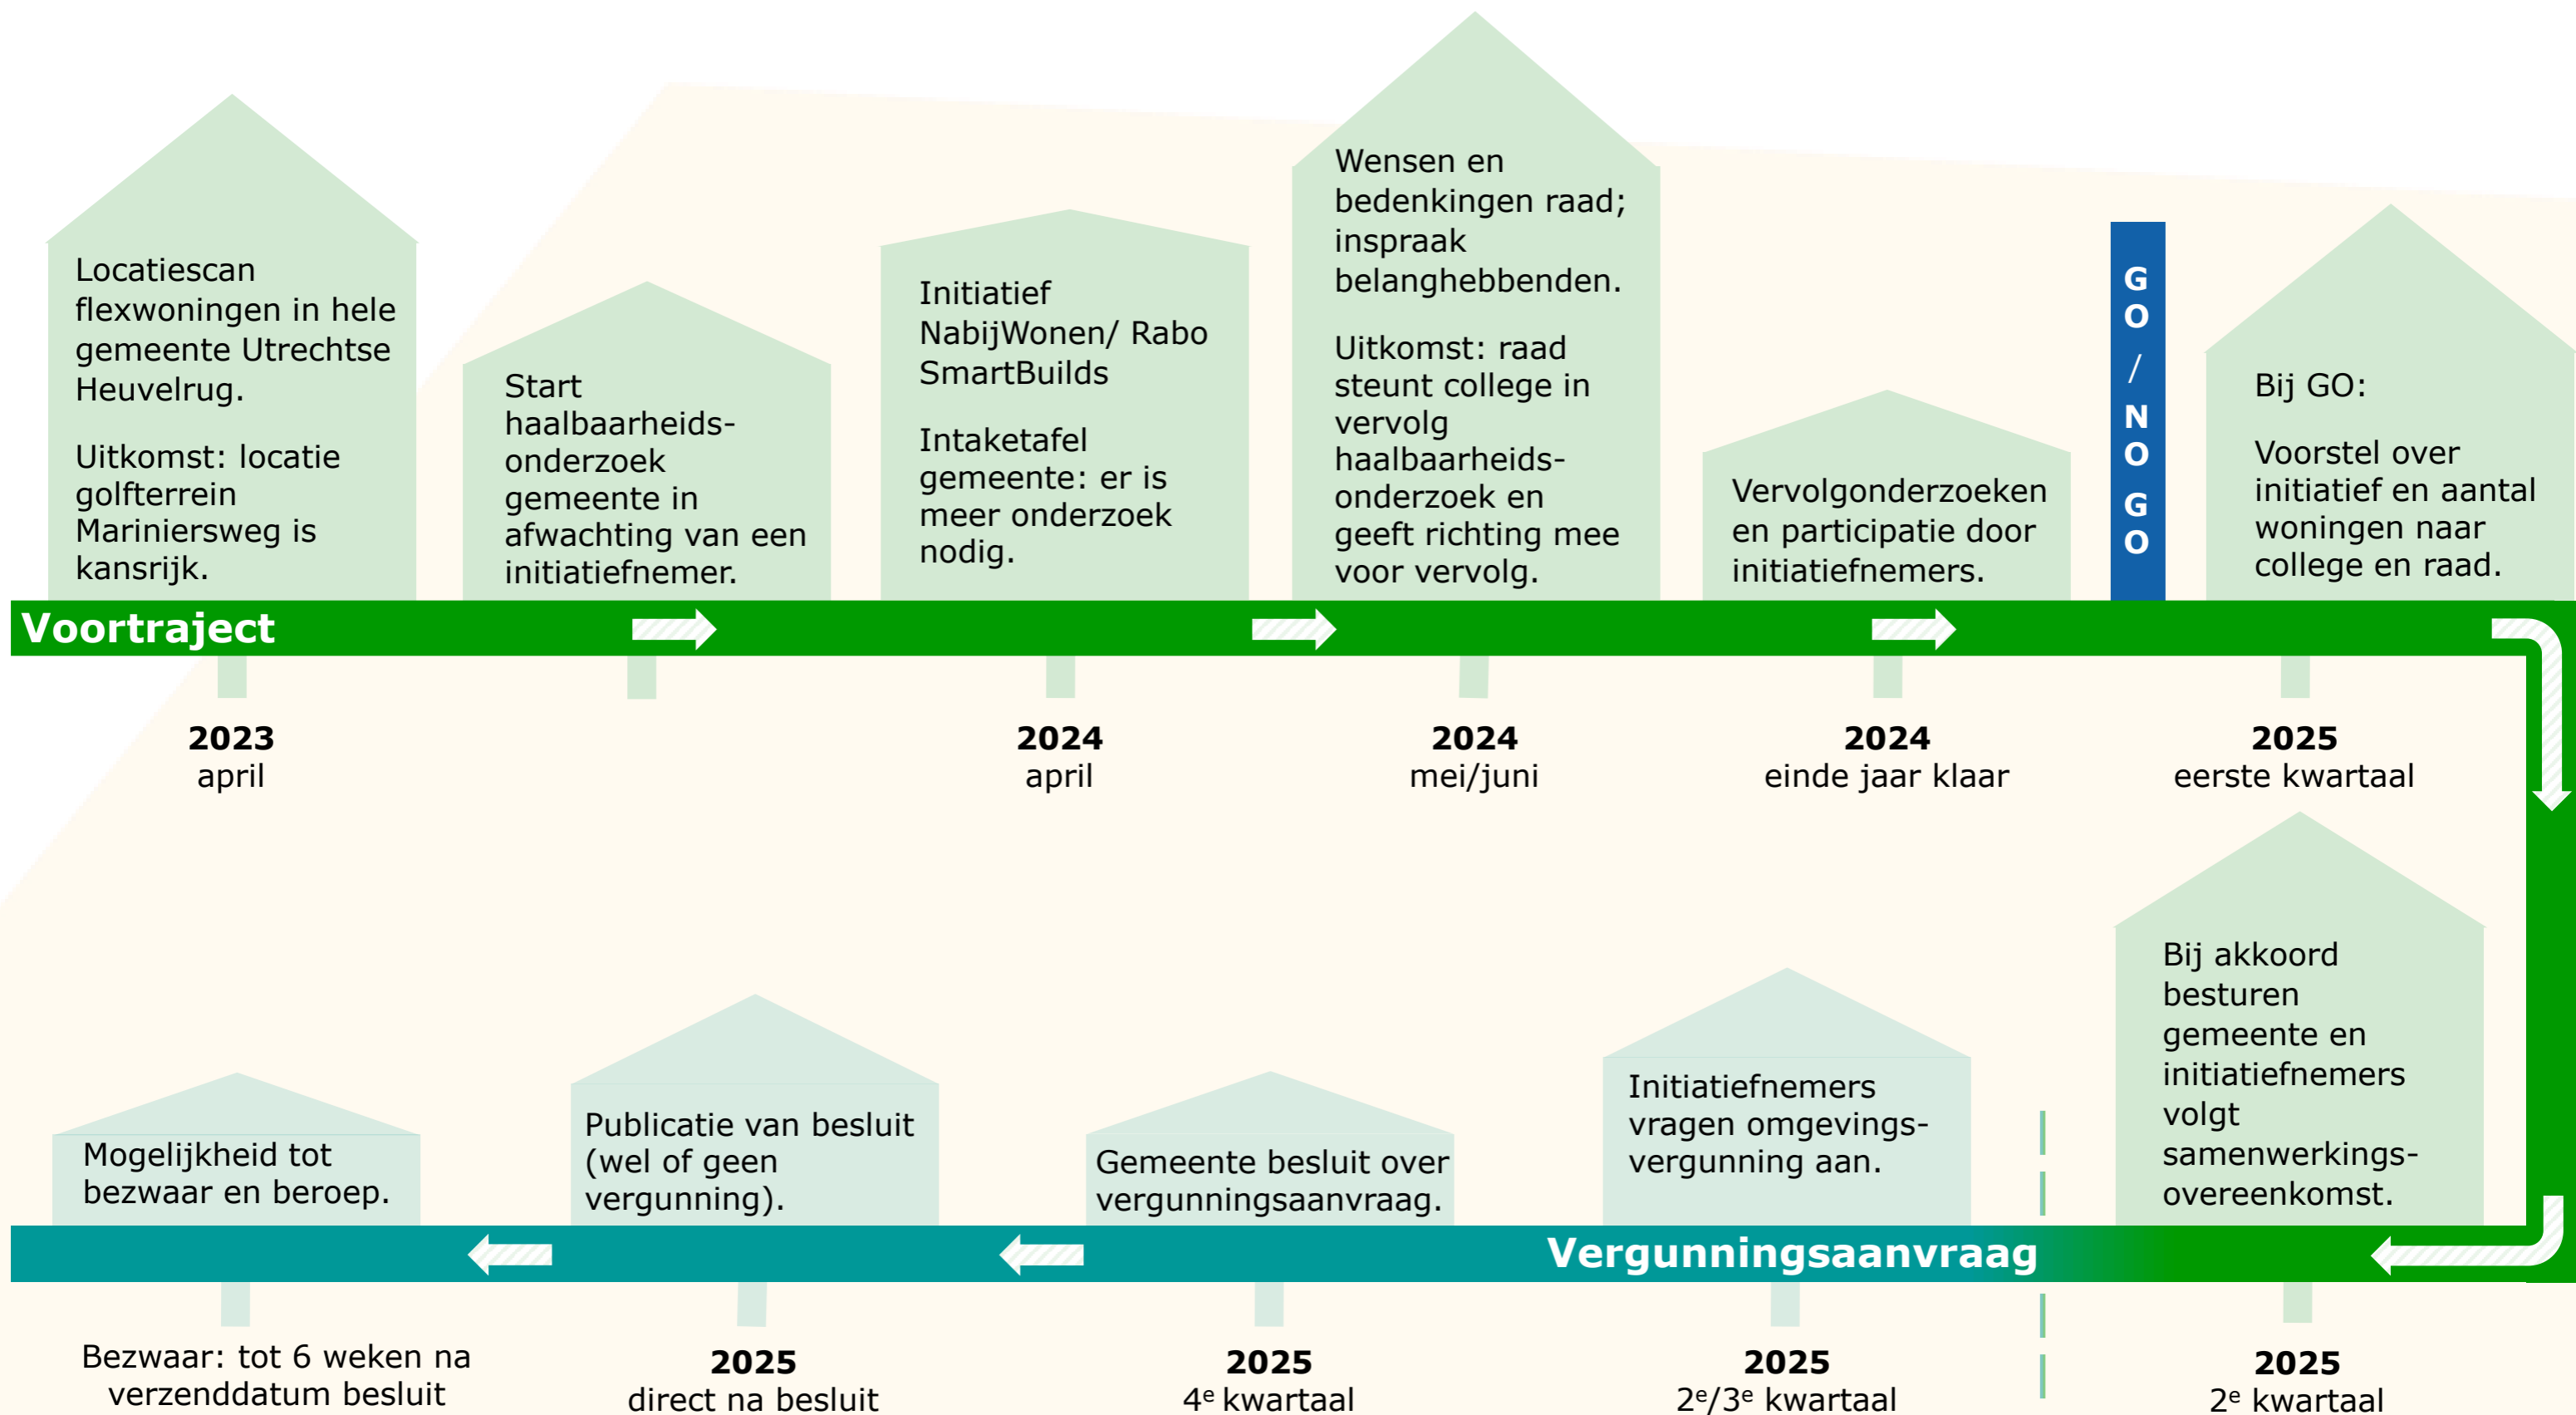 Locatiescan
flexwoningen in hele
gemeente Utrechtse
Heuvelrug.
Uitkomst: locatie
golfterrein
Mariniersweg is
kansrijk.
Start
haalbaarheids-
onderzoek
gemeente in
afwachting van een
initiatiefnemer.
Initiatief
NabijWonen/ Rabo
SmartBuilds
Intaketafel
gemeente: er is
meer onderzoek
nodig.
Wensen en
bedenkingen raad;
inspraak
belanghebbenden.
Uitkomst: raad
steunt college in
vervolg
haalbaarheids-
onderzoek en
geeft richting mee
voor vervolg.
Vervolgonderzoeken
en participatie door
initiatiefnemers.
GO / NO GO
Bij GO:
Voorstel over
initiatief en aantal
woningen naar
college en raad.
Voortraject
2023
april
2024
april
2024
mei/juni
2024
einde jaar klaar
2025
eerste kwartaal
Bij akkoord
besturen
gemeente en
initiatiefnemers
volgt
samenwerkings-
overeenkomst.
Initiatiefnemers
vragen omgevings-
vergunning aan.
Gemeente besluit over
vergunningsaanvraag.
Publicatie van besluit
(wel of geen
vergunning).
Mogelijkheid tot
bezwaar en beroep.
Vergunningsaanvraag
2025
2e kwartaal
2025
2e/3e kwartaal
2025
4e kwartaal
2025
direct na besluit
Bezwaar: tot 6 weken na
verzenddatum besluit